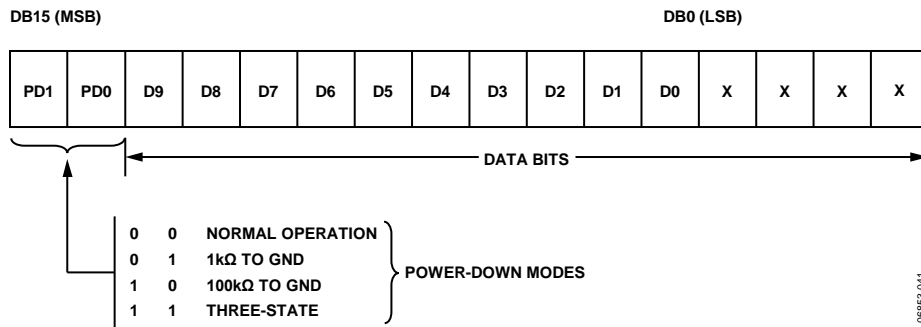 DB15 (MSB) DB0 (LSB)
PD1 PD0 D9 D8 D7 D6 D5 D4 D3 D2 D1 D0 X X X X
DATA BITS
0 0 NORMAL OPERATION
0 1 1kΩ TO GND
1 0 100kΩ TO GND
1 1 THREE-STATE
POWER-DOWN MODES
06853-041